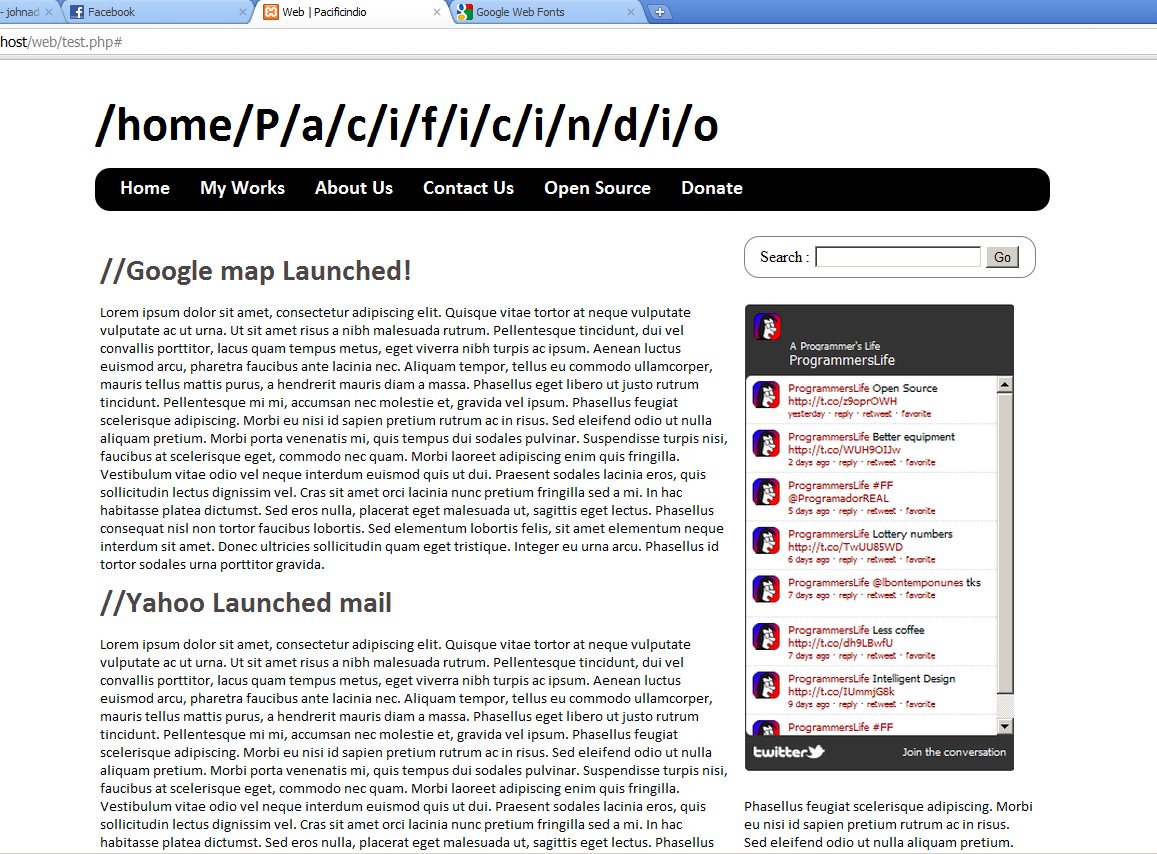 - johnad
Facebook
Web | Pacificindio
Google Web Fonts
host/web/test.php#
/home/P/a/c/i/f/i/c/i/n/d/i/o
Home My Works About Us Contact Us Open Source Donate
//Google map Launched!
Lorem ipsum dolor sit amet, consectetur adipiscing elit. Quisque vitae tortor at neque vulputate
vulputate ac ut urna. Ut sit amet risus a nibh malesuada rutrum. Pellentesque tincidunt, dui vel
convallis porttitor, lacus quam tempus metus, eget viverra nibh turpis ac ipsum. Aenean luctus
euismod arcu, pharetra faucibus ante lacinia nec. Aliquam tempor, tellus eu commodo ullamcorper,
mauris tellus mattis purus, a hendrerit mauris diam a massa. Phasellus eget libero ut justo rutrum
tincidunt. Pellentesque mi mi, accumsan nec molestie et, gravida vel ipsum. Phasellus feugiat
scelerisque adipiscing. Morbi eu nisi id sapien pretium rutrum ac in risus. Sed eleifend odio ut nulla
aliquam pretium. Morbi porta venenatis mi, quis tempus dui sodales pulvinar. Suspendisse turpis nisi,
faucibus at scelerisque eget, commodo nec quam. Morbi laoreet adipiscing enim quis fringilla.
Vestibulum vitae odio vel neque interdum euismod quis ut dui. Praesent sodales lacinia eros, quis
sollicitudin lectus dignissim vel. Cras sit amet orci lacinia nunc pretium fringilla sed a mi. In hac
habitasse platea dictumst. Sed eros nulla, placerat eget malesuada ut, sagittis eget lectus. Phasellus
consequat nisl non tortor faucibus lobortis. Sed elementum lobortis felis, sit amet elementum neque
interdum sit amet. Donec ultricies sollicitudin quam eget tristique. Integer eu urna arcu. Phasellus id
tortor sodales urna porttitor gravida.
//Yahoo Launched mail
Lorem ipsum dolor sit amet, consectetur adipiscing elit. Quisque vitae tortor at neque vulputate
vulputate ac ut urna. Ut sit amet risus a nibh malesuada rutrum. Pellentesque tincidunt, dui vel
convallis porttitor, lacus quam tempus metus, eget viverra nibh turpis ac ipsum. Aenean luctus
euismod arcu, pharetra faucibus ante lacinia nec. Aliquam tempor, tellus eu commodo ullamcorper,
mauris tellus mattis purus, a hendrerit mauris diam a massa. Phasellus eget libero ut justo rutrum
tincidunt. Pellentesque mi mi, accumsan nec molestie et, gravida vel ipsum. Phasellus feugiat
scelerisque adipiscing. Morbi eu nisi id sapien pretium rutrum ac in risus. Sed eleifend odio ut nulla
aliquam pretium. Morbi porta venenatis mi, quis tempus dui sodales pulvinar. Suspendisse turpis nisi,
faucibus at scelerisque eget, commodo nec quam. Morbi laoreet adipiscing enim quis fringilla.
Vestibulum vitae odio vel neque interdum euismod quis ut dui. Praesent sodales lacinia eros, quis
sollicitudin lectus dignissim vel. Cras sit amet orci lacinia nunc pretium fringilla sed a mi. In hac
habitasse platea dictumst. Sed eros nulla, placerat eget malesuada ut, sagittis eget lectus. Phasellus
Search : Go
A Programmer's Life
ProgrammersLife
ProgrammersLife Open Source
http://t.co/z9oprOWH
yesterday · reply · retweet · favorite
ProgrammersLife Better equipment
http://t.co/WUH9OIJw
2 days ago · reply · retweet · favorite
ProgrammersLife #FF
@ProgramadorREAL
5 days ago · reply · retweet · favorite
ProgrammersLife Lottery numbers
http://t.co/TwUU85WD
6 days ago · reply · retweet · favorite
ProgrammersLife @lbontemponunes tks
7 days ago · reply · retweet · favorite
ProgrammersLife Less coffee
http://t.co/dh9LBwfU
7 days ago · reply · retweet · favorite
ProgrammersLife Intelligent Design
http://t.co/IUmmjG8k
9 days ago · reply · retweet · favorite
ProgrammersLife #FF
twitter Join the conversation
Phasellus feugiat scelerisque adipiscing. Morbi
eu nisi id sapien pretium rutrum ac in risus.
Sed eleifend odio ut nulla aliquam pretium.